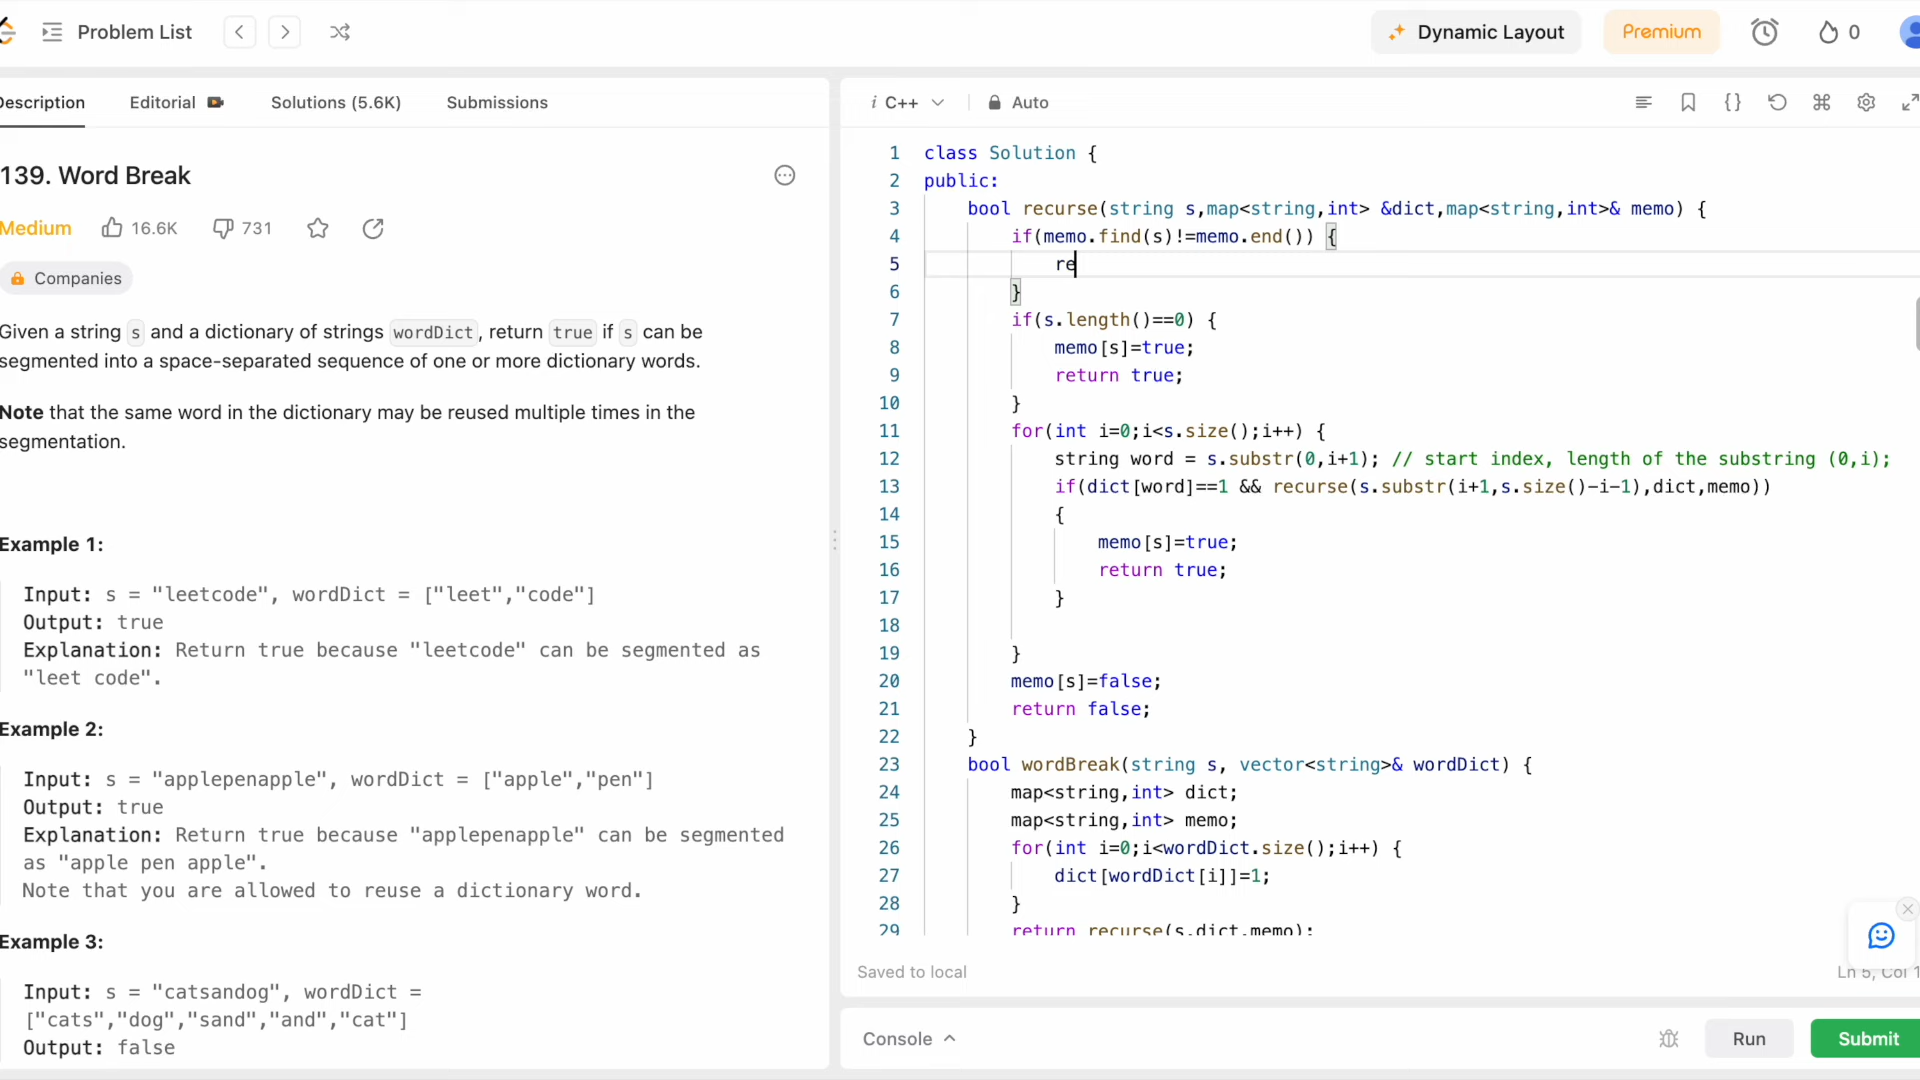 Problem List
Dynamic Layout
Premium
0
Description
Editorial
Solutions (5.6K)
Submissions
139. Word Break
Medium
16.6K
731
Companies
Given a string s and a dictionary of strings wordDict, return true if s can be
segmented into a space-separated sequence of one or more dictionary words.
Note that the same word in the dictionary may be reused multiple times in the
segmentation.
Example 1:
Input: s = "leetcode", wordDict = ["leet","code"]
Output: true
Explanation: Return true because "leetcode" can be segmented as
"leet code".
Example 2:
Input: s = "applepenapple", wordDict = ["apple","pen"]
Output: true
Explanation: Return true because "applepenapple" can be segmented
as "apple pen apple".
Note that you are allowed to reuse a dictionary word.
Example 3:
Input: s = "catsandog", wordDict =
["cats","dog","sand","and","cat"]
Output: false
i C++
Auto
1 class Solution {
2 public:
3 bool recurse(string s,map<string,int> &dict,map<string,int>& memo) {
4 if(memo.find(s)!=memo.end()) {
5 re
6 }
7 if(s.length()==0) {
8 memo[s]=true;
9 return true;
10 }
11 for(int i=0;i<s.size();i++) {
12 string word = s.substr(0,i+1); // start index, length of the substring (0,i);
13 if(dict[word]==1 && recurse(s.substr(i+1,s.size()-i-1),dict,memo))
14 {
15 memo[s]=true;
16 return true;
17 }
18
19 }
20 memo[s]=false;
21 return false;
22 }
23 bool wordBreak(string s, vector<string>& wordDict) {
24 map<string,int> dict;
25 map<string,int> memo;
26 for(int i=0;i<wordDict.size();i++) {
27 dict[wordDict[i]]=1;
28 }
29 return recurse(s,dict,memo);
Saved to local
Ln 5, Col 1
Console
Run
Submit